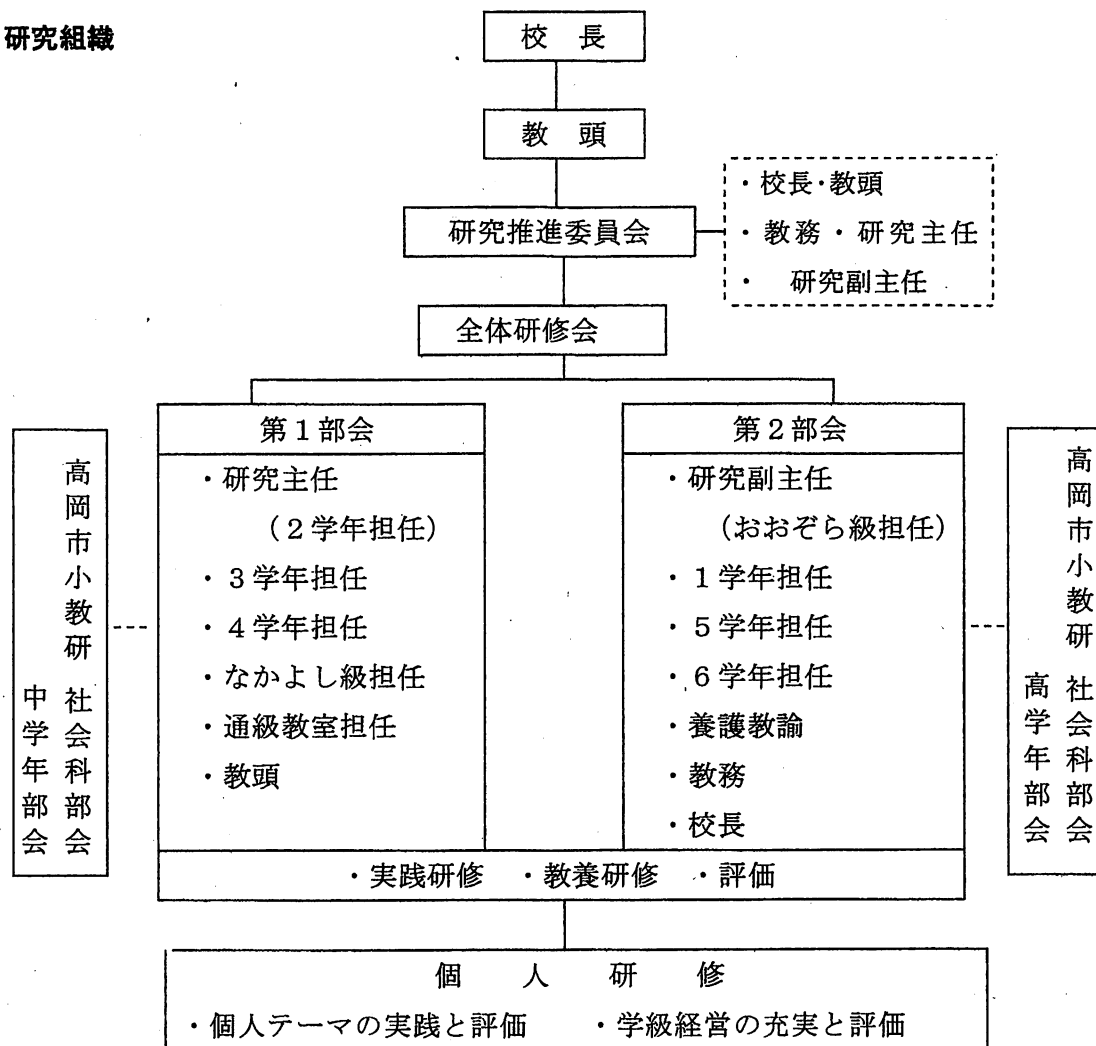 研究組織
校　長
教　頭
研究推進委員会
・校長・教頭
・教務・研究主任
・　研究副主任
全体研修会
第１部会
・研究主任
（２学年担任）
・３学年担任
・４学年担任
・なかよし級担任
・通級教室担任
・教頭
第２部会
・研究副主任
（おおぞら級担任）
・１学年担任
・５学年担任
・６学年担任
・養護教諭
・教務
・校長
高岡市小教研　社会科部会
中学年部会
高岡市小教研　社会科部会
高学年部会
・実践研修　・教養研修　・評価
個　人　研　修
・個人テーマの実践と評価　　・学級経営の充実と評価